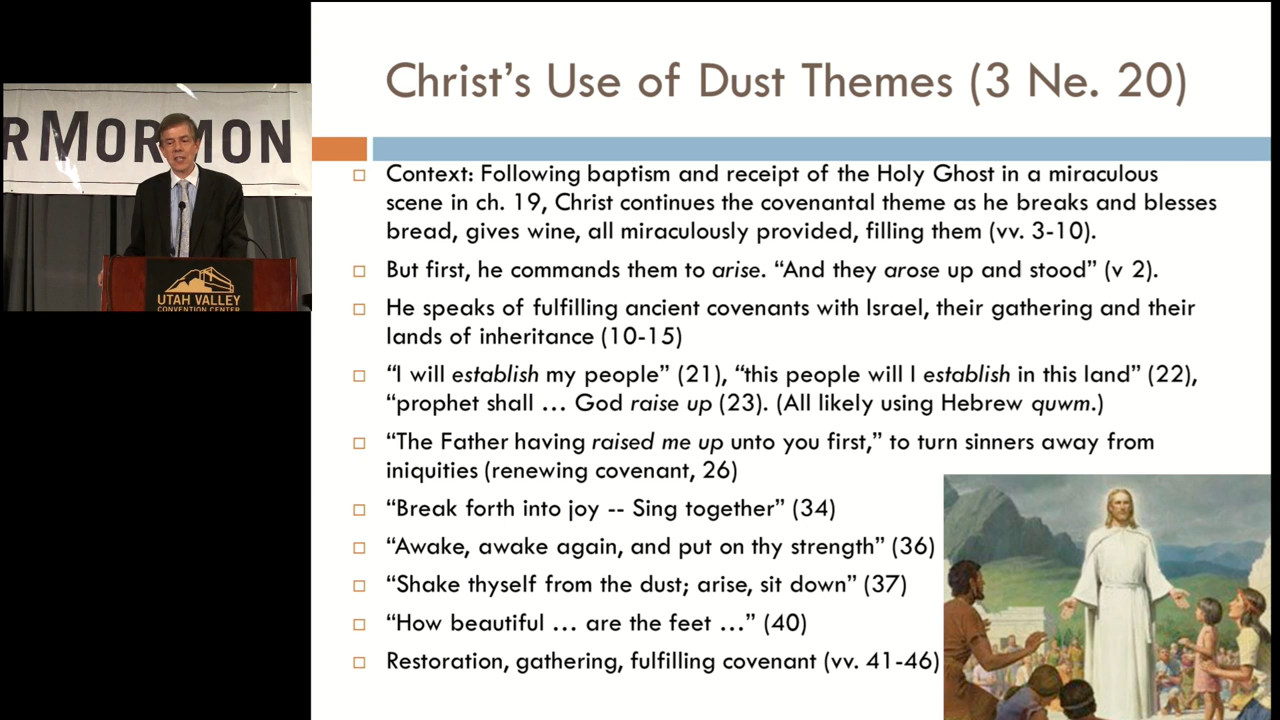 RMORMON
UTAH VALLEY
CONVENTION CENTER
Christ's Use of Dust Themes (3 Ne. 20)
Context: Following baptism and receipt of the Holy Ghost in a miraculous
scene in ch. 19, Christ continues the covenantal theme as he breaks and blesses
bread, gives wine, all miraculously provided, filling them (vv. 3-10).
But first, he commands them to arise. “And they arose up and stood” (v 2).
He speaks of fulfilling ancient covenants with Israel, their gathering and their
lands of inheritance (10-15)
“I will establish my people” (21), “this people will I establish in this land” (22),
“prophet shall … God raise up (23). (All likely using Hebrew quwm.)
“The Father having raised me up unto you first,” to turn sinners away from
iniquities (renewing covenant, 26)
“Break forth into joy -- Sing together” (34)
“Awake, awake again, and put on thy strength” (36)
“Shake thyself from the dust; arise, sit down” (37)
“How beautiful … are the feet …” (40)
Restoration, gathering, fulfilling covenant (vv. 41-46)